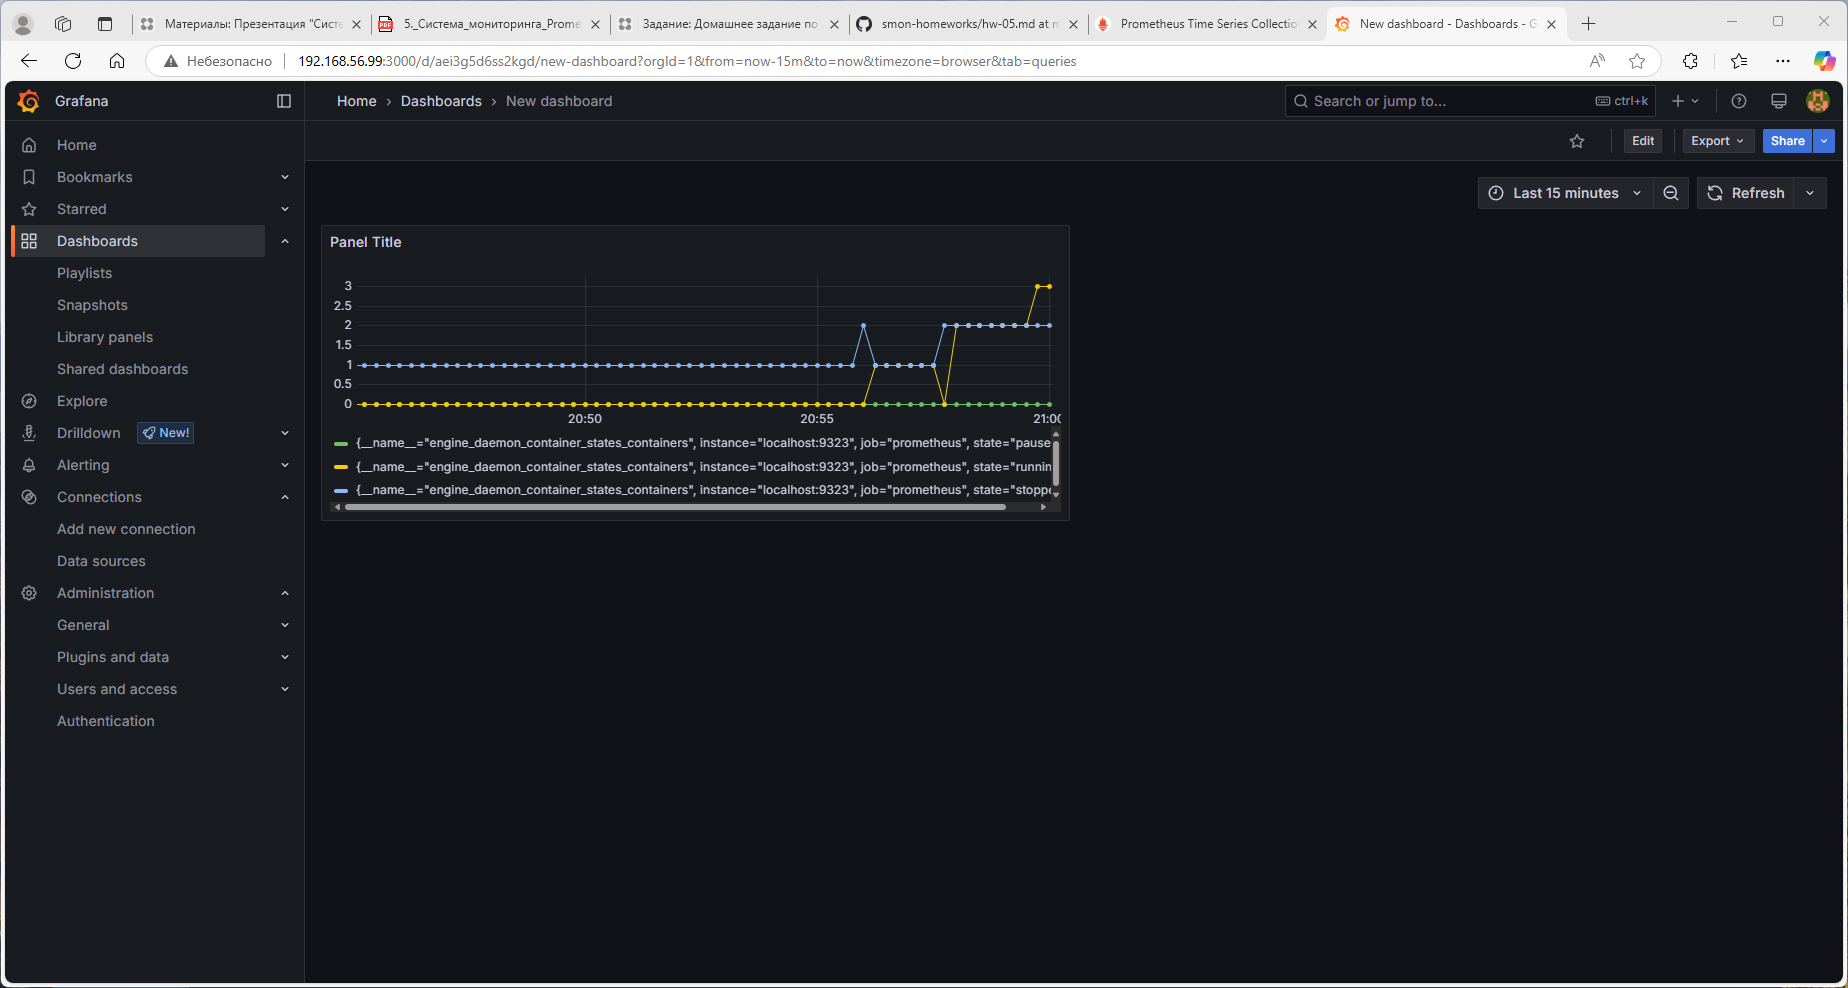 Материалы: Презентация "Систе
5._Система_мониторинга_Prome
Задание: Домашнее задание по
smon-homeworks/hw-05.md at m
Prometheus Time Series Collectio
New dashboard - Dashboards - G
Небезопасно
192.168.56.99:3000/d/aei3g5d6ss2kgd/new-dashboard?orgId=1&from=now-15m&to=now&timezone=browser&tab=queries
Grafana
Home › Dashboards › New dashboard
Search or jump to...
ctrl+k
Edit
Export
Share
Home
Bookmarks
Starred
Dashboards
Playlists
Snapshots
Library panels
Shared dashboards
Explore
Drilldown
New!
Alerting
Connections
Add new connection
Data sources
Administration
General
Plugins and data
Users and access
Authentication
Last 15 minutes
Refresh
Panel Title
3
2.5
2
1.5
1
0.5
0
20:50
20:55
21:00
{__name__="engine_daemon_container_states_containers", instance="localhost:9323", job="prometheus", state="pause
{__name__="engine_daemon_container_states_containers", instance="localhost:9323", job="prometheus", state="runnin
{__name__="engine_daemon_container_states_containers", instance="localhost:9323", job="prometheus", state="stoppe